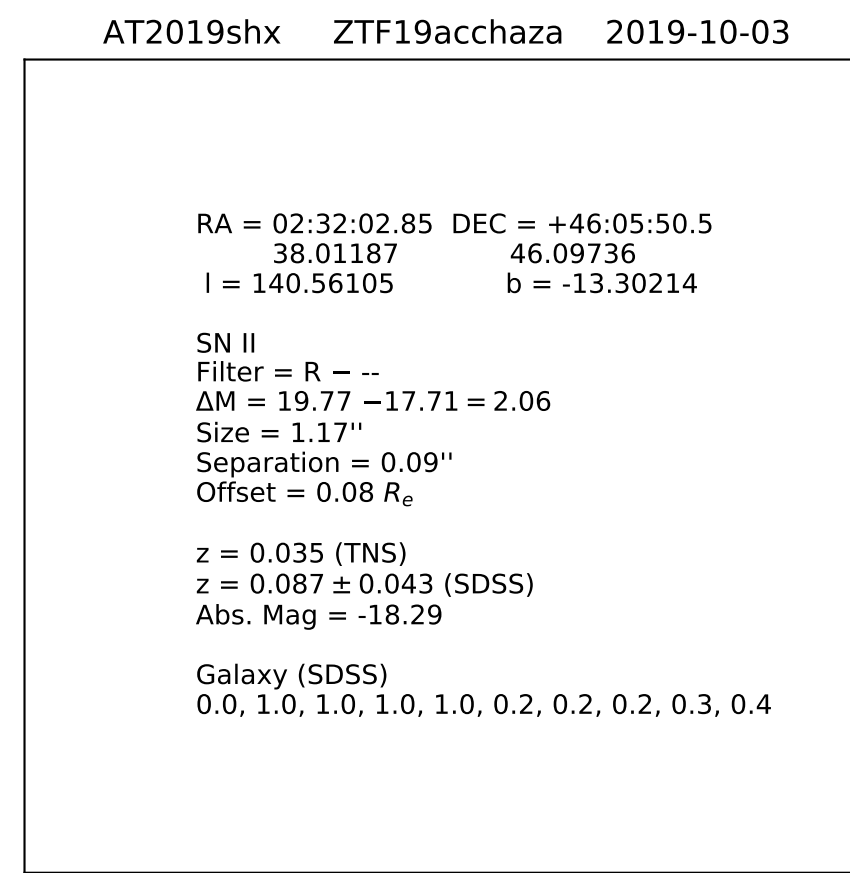 AT2019shx ZTF19acchaza 2019-10-03
RA = 02:32:02.85 DEC = +46:05:50.5
38.01187 46.09736
l = 140.56105 b = -13.30214
SN II
Filter = R − --
ΔM = 19.77 −17.71 = 2.06
Size = 1.17''
Separation = 0.09''
Offset = 0.08 Rₑ
z = 0.035 (TNS)
z = 0.087 ± 0.043 (SDSS)
Abs. Mag = -18.29
Galaxy (SDSS)
0.0, 1.0, 1.0, 1.0, 1.0, 0.2, 0.2, 0.2, 0.3, 0.4